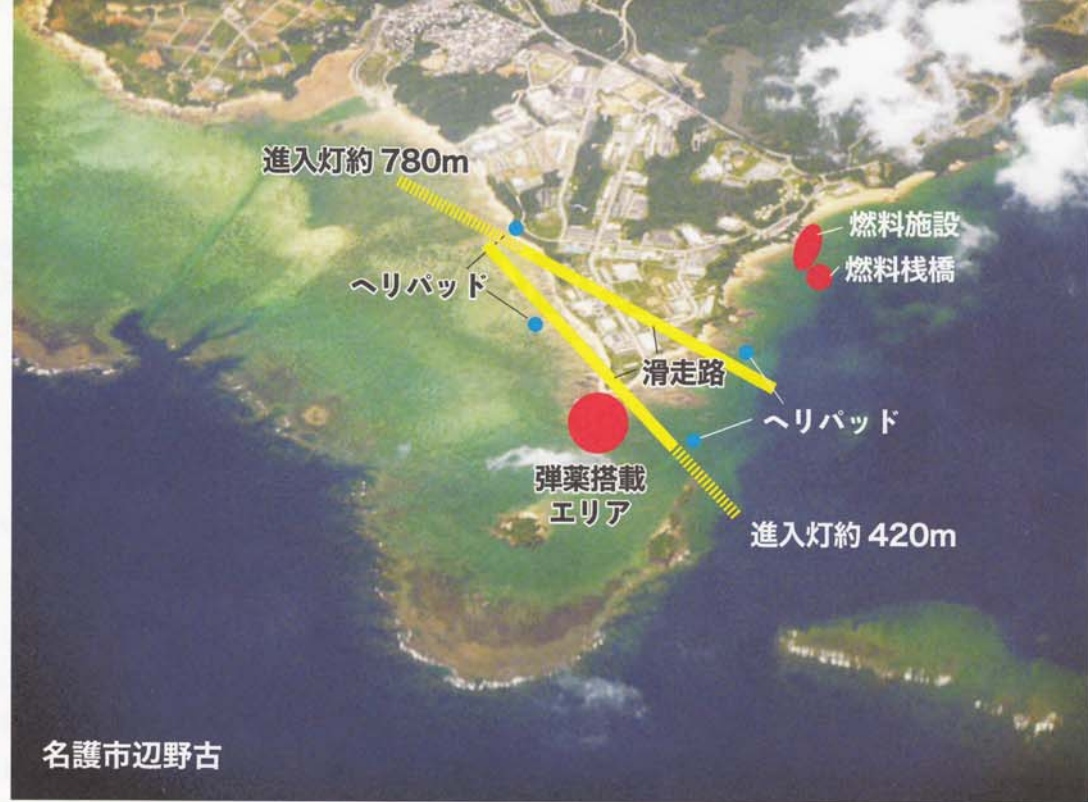 進入灯約 780m
燃料施設
燃料桟橋
ヘリパッド
滑走路
ヘリパッド
弾薬搭載
エリア
進入灯約 420m
名護市辺野古